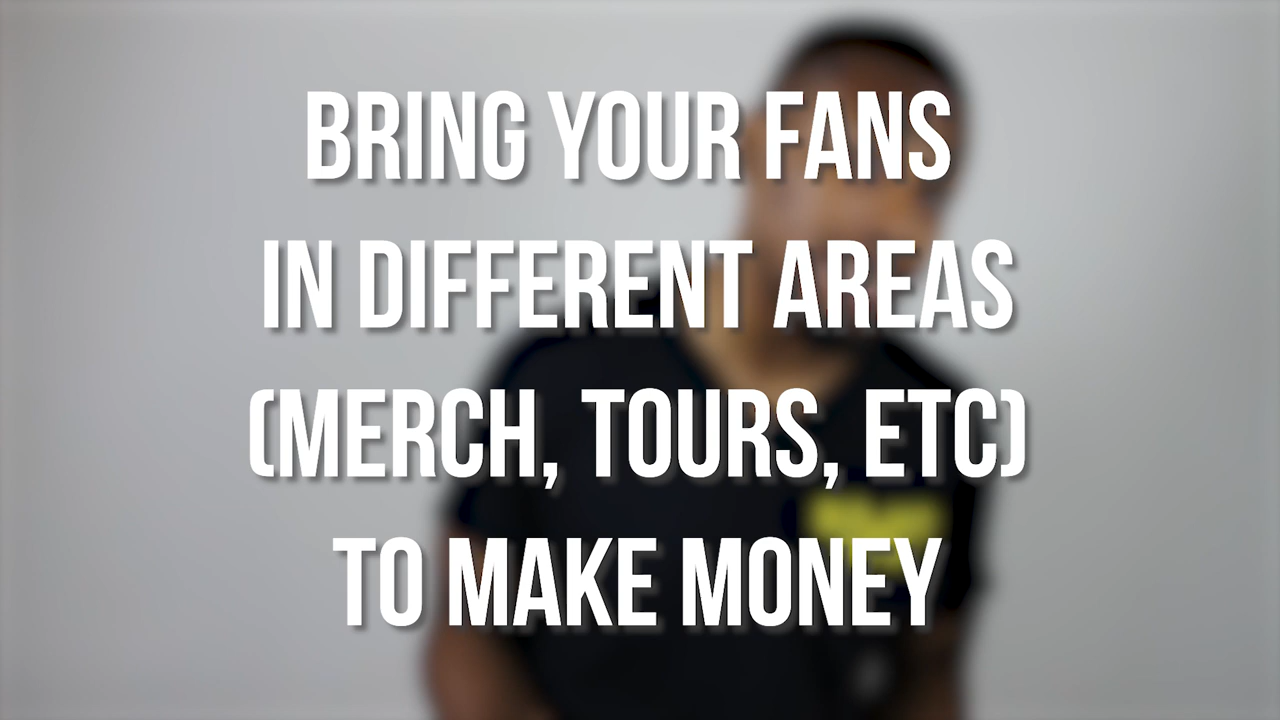 BRING YOUR FANS
IN DIFFERENT AREAS
(MERCH, TOURS, ETC)
TO MAKE MONEY